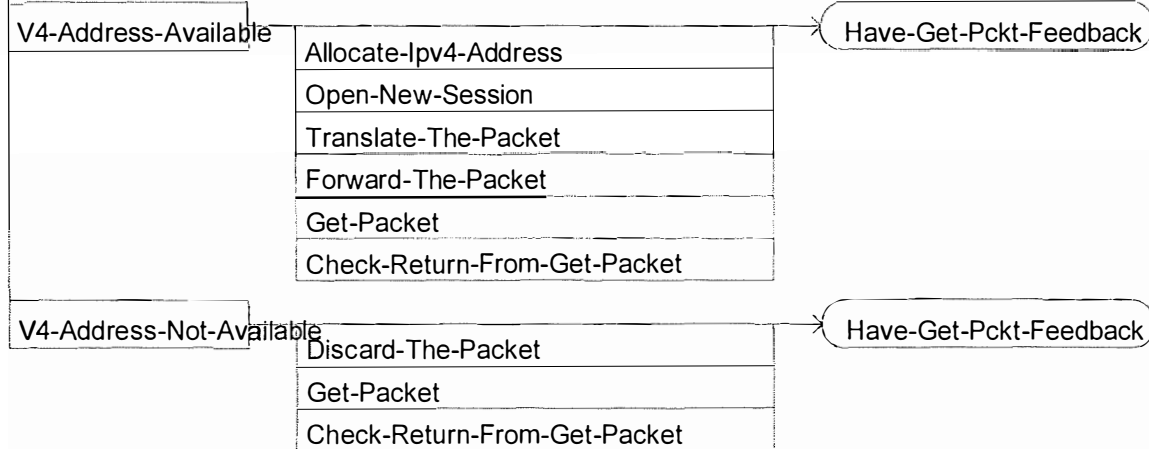 V4-Address-Available
Have-Get-Pckt-Feedback
Allocate-Ipv4-Address
Open-New-Session
Translate-The-Packet
Forward-The-Packet
Get-Packet
Check-Return-From-Get-Packet
V4-Address-Not-Available
Have-Get-Pckt-Feedback
Discard-The-Packet
Get-Packet
Check-Return-From-Get-Packet